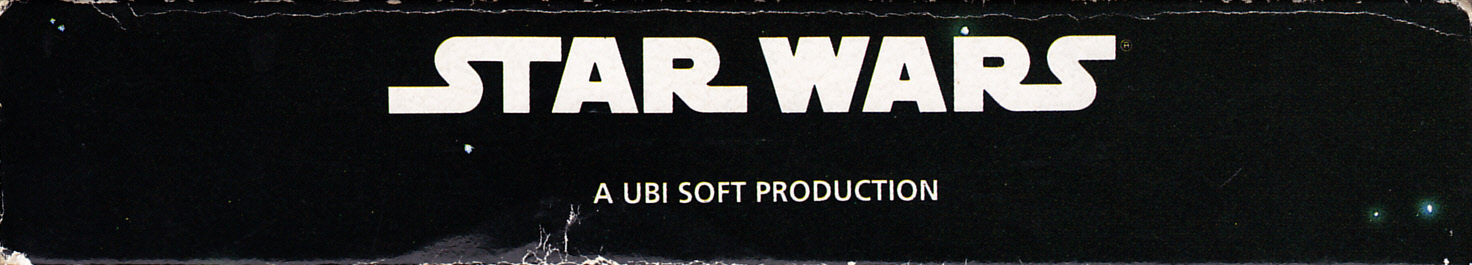 STAR WARS®
A UBI SOFT PRODUCTION